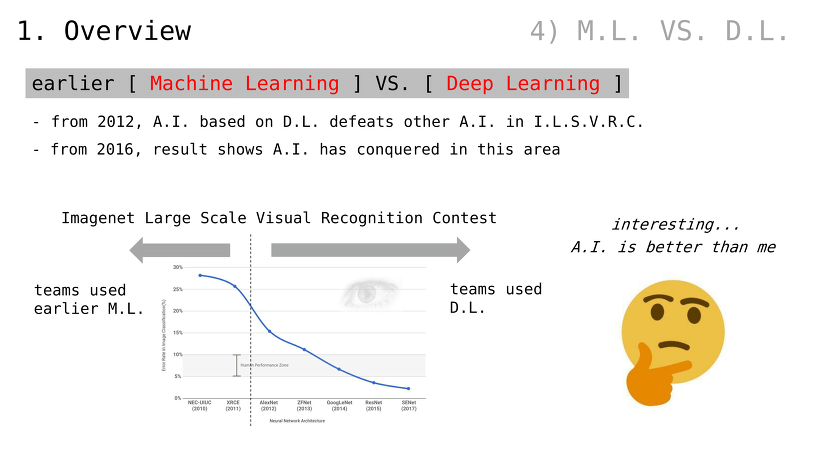 1. Overview
4) M.L. VS. D.L.
earlier [ Machine Learning ] VS. [ Deep Learning ]
- from 2012, A.I. based on D.L. defeats other A.I. in I.L.S.V.R.C.
- from 2016, result shows A.I. has conquered in this area
Imagenet Large Scale Visual Recognition Contest
interesting...
A.I. is better than me
teams used
earlier M.L.
teams used
D.L.
30%
25%
20%
15%
10%
5%
0%
Error Rate in Image Classification(%)
Human Performance Zone
NEC-UIUC
(2010)
XRCE
(2011)
AlexNet
(2012)
ZFNet
(2013)
GoogLeNet
(2014)
ResNet
(2015)
SENet
(2017)
Neural Network Architecture